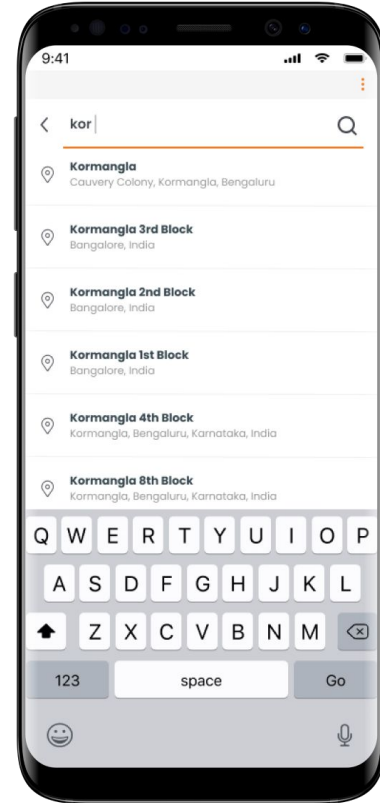 9:41
kor
Kormangla
Cauvery Colony, Kormangla, Bengaluru
Kormangla 3rd Block
Bangalore, India
Kormangla 2nd Block
Bangalore, India
Kormangla 1st Block
Bangalore, India
Kormangla 4th Block
Kormangla, Bengaluru, Karnataka, India
Kormangla 8th Block
Kormangla, Bengaluru, Karnataka, India
Q W E R T Y U I O P
A S D F G H J K L
Z X C V B N M
123 space Go